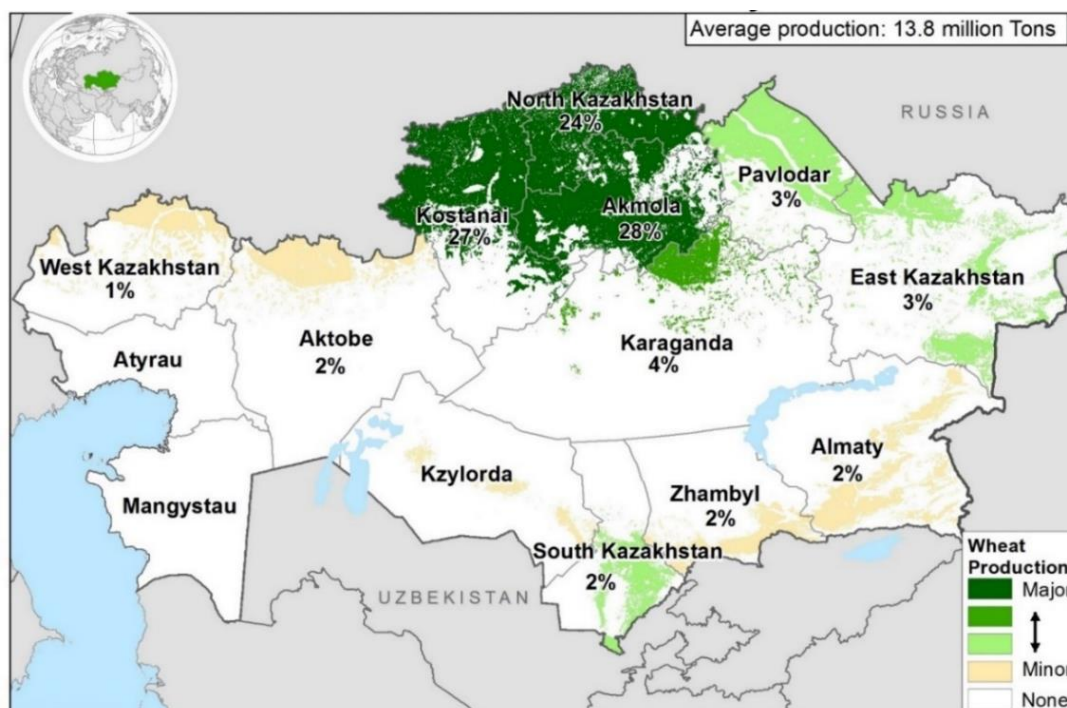 Average production: 13.8 million Tons
RUSSIA
North Kazakhstan
24%
Pavlodar
3%
Kostanai
27%
Akmola
28%
West Kazakhstan
1%
East Kazakhstan
3%
Aktobe
2%
Karaganda
4%
Atyrau
Almaty
2%
Kzylorda
Zhambyl
2%
Mangystau
South Kazakhstan
2%
UZBEKISTAN
Wheat
Production
Major
Minor
None